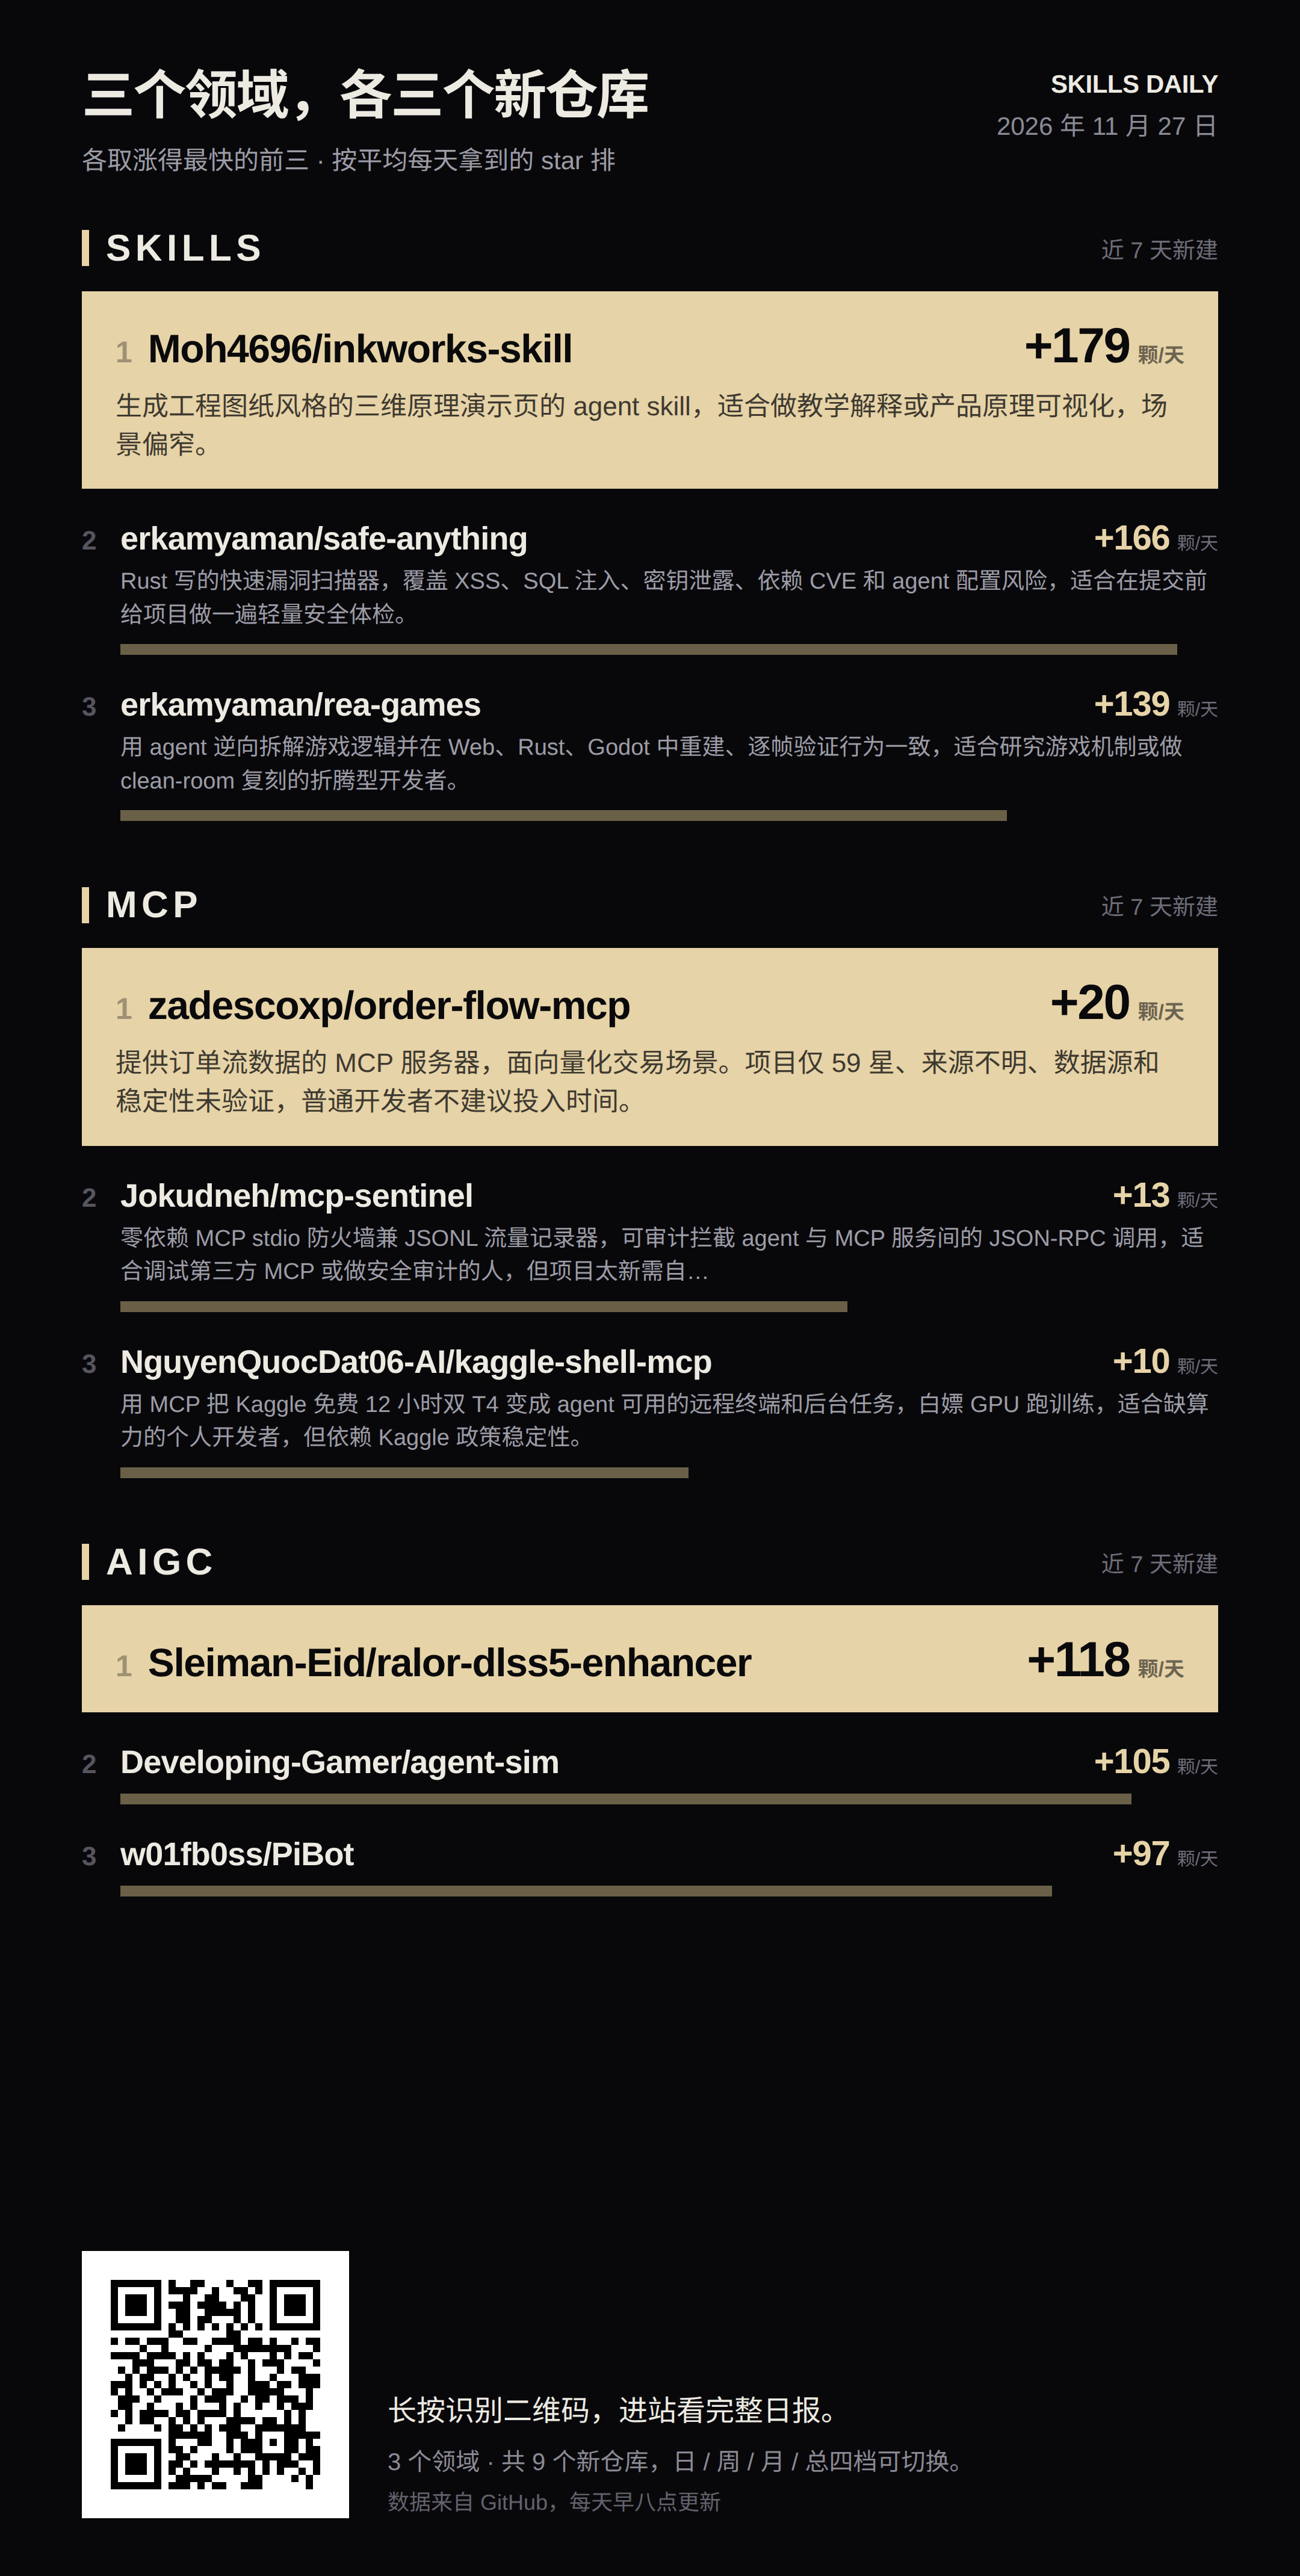 三个领域，各三个新仓库
SKILLS DAILY
2026 年 11 月 27 日
各取涨得最快的前三 · 按平均每天拿到的 star 排
SKILLS
近 7 天新建
1 Moh4696/inkworks-skill +179 颗/天
生成工程图纸风格的三维原理演示页的 agent skill，适合做教学解释或产品原理可视化，场
景偏窄。
2 erkamyaman/safe-anything +166 颗/天
Rust 写的快速漏洞扫描器，覆盖 XSS、SQL 注入、密钥泄露、依赖 CVE 和 agent 配置风险，适合在提交前
给项目做一遍轻量安全体检。
3 erkamyaman/rea-games +139 颗/天
用 agent 逆向拆解游戏逻辑并在 Web、Rust、Godot 中重建、逐帧验证行为一致，适合研究游戏机制或做
clean-room 复刻的折腾型开发者。
MCP
近 7 天新建
1 zadescoxp/order-flow-mcp +20 颗/天
提供订单流数据的 MCP 服务器，面向量化交易场景。项目仅 59 星、来源不明、数据源和
稳定性未验证，普通开发者不建议投入时间。
2 Jokudneh/mcp-sentinel +13 颗/天
零依赖 MCP stdio 防火墙兼 JSONL 流量记录器，可审计拦截 agent 与 MCP 服务间的 JSON-RPC 调用，适
合调试第三方 MCP 或做安全审计的人，但项目太新需自…
3 NguyenQuocDat06-AI/kaggle-shell-mcp +10 颗/天
用 MCP 把 Kaggle 免费 12 小时双 T4 变成 agent 可用的远程终端和后台任务，白嫖 GPU 跑训练，适合缺算
力的个人开发者，但依赖 Kaggle 政策稳定性。
AIGC
近 7 天新建
1 Sleiman-Eid/ralor-dlss5-enhancer +118 颗/天
2 Developing-Gamer/agent-sim +105 颗/天
3 w01fb0ss/PiBot +97 颗/天
长按识别二维码，进站看完整日报。
3 个领域 · 共 9 个新仓库，日 / 周 / 月 / 总四档可切换。
数据来自 GitHub，每天早八点更新